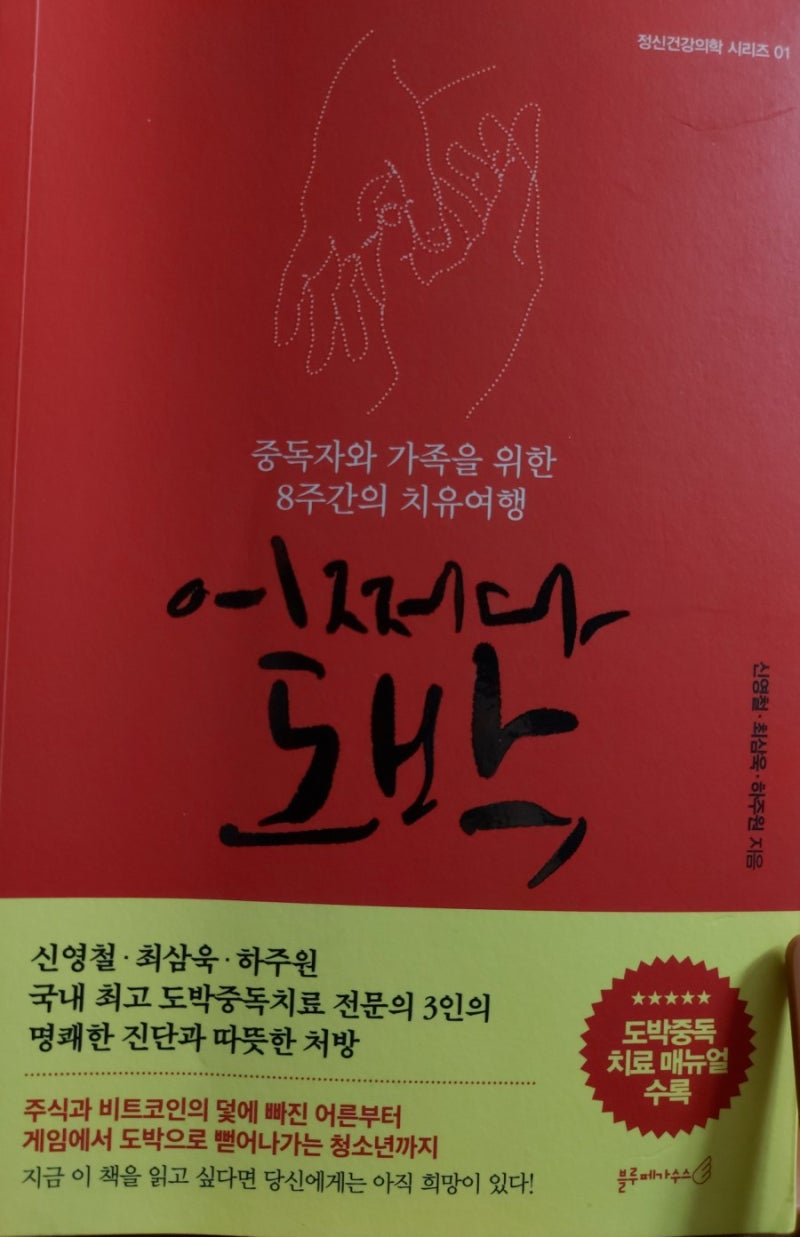 정신건강의학 시리즈 01
중독자와 가족을 위한
8주간의 치유여행
어쩌다
도박
신영철·최삼욱·하주원 지음
신영철·최삼욱·하주원
국내 최고 도박중독치료 전문의 3인의
명쾌한 진단과 따뜻한 처방
주식과 비트코인의 덫에 빠진 어른부터
게임에서 도박으로 뻗어나가는 청소년까지
지금 이 책을 읽고 싶다면 당신에게는 아직 희망이 있다!
★★★★★
도박중독
치료 매뉴얼
수록
블루페가수스